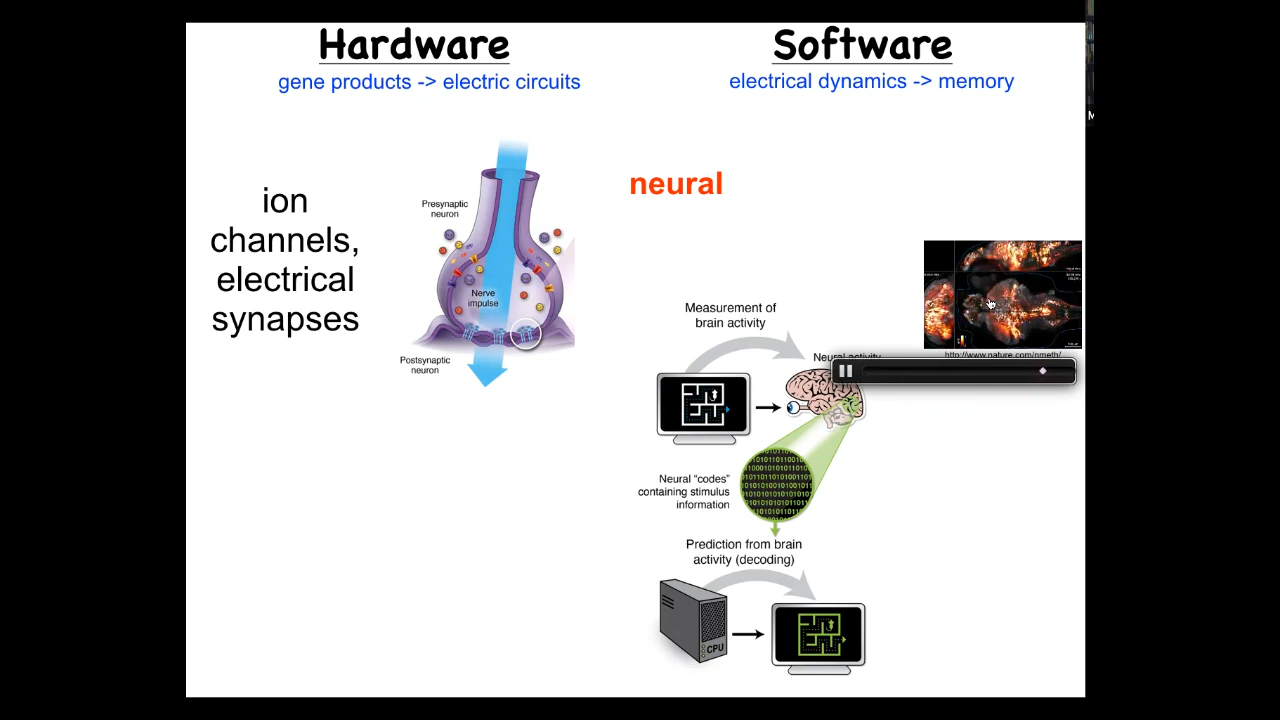 Hardware
gene products -> electric circuits
Software
electrical dynamics -> memory
M
ion
channels,
electrical
synapses
Presynaptic
neuron
Nerve
impulse
Postsynaptic
neuron
neural
Measurement of
brain activity
Neural activity
http://www.nature.com/nmeth/
Neural "codes"
containing stimulus
information
Prediction from brain
activity (decoding)
CPU